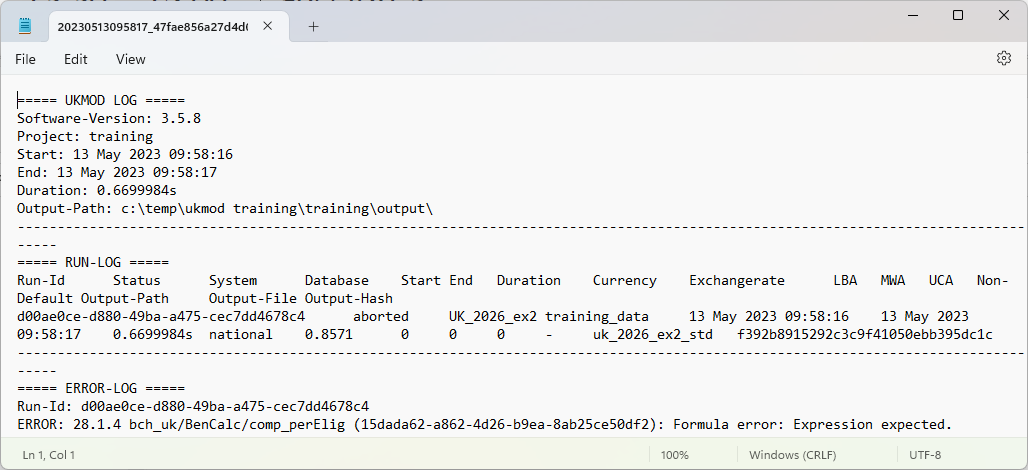 20230513095817_47fae856a27d4d
File Edit View
===== UKMOD LOG =====
Software-Version: 3.5.8
Project: training
Start: 13 May 2023 09:58:16
End: 13 May 2023 09:58:17
Duration: 0.6699984s
Output-Path: c:\temp\ukmod training\training\output\
-----------------------------------------------------------------------------------------------------------------------------
-----
===== RUN-LOG =====
Run-Id Status System Database Start End Duration Currency Exchangerate LBA MWA UCA Non-
Default Output-Path Output-File Output-Hash
d00ae0ce-d880-49ba-a475-cec7dd4678c4 aborted UK_2026_ex2 training_data 13 May 2023 09:58:16 13 May 2023
09:58:17 0.6699984s national 0.8571 0 0 0 - uk_2026_ex2_std f392b8915292c3c9f41050ebb395dc1c
-----------------------------------------------------------------------------------------------------------------------------
-----
===== ERROR-LOG =====
Run-Id: d00ae0ce-d880-49ba-a475-cec7dd4678c4
ERROR: 28.1.4 bch_uk/BenCalc/comp_perElig (15dada62-a862-4d26-b9ea-8ab25ce50df2): Formula error: Expression expected.
Ln 1, Col 1 100% Windows (CRLF) UTF-8